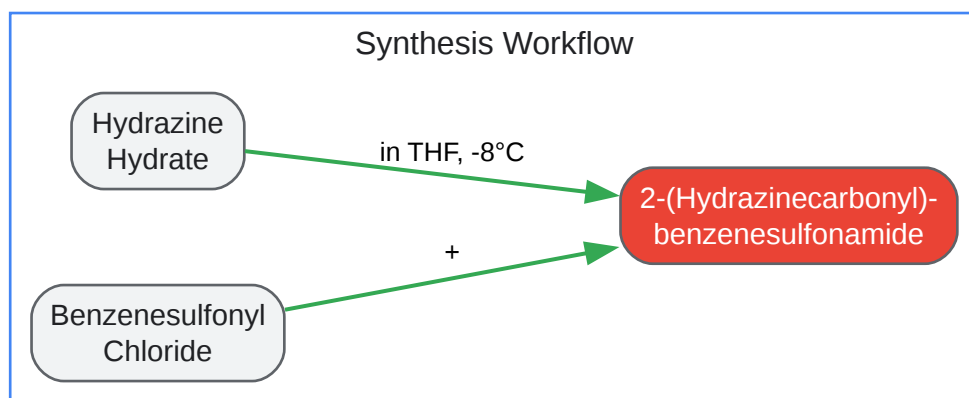 Synthesis Workflow
Hydrazine
Hydrate
in THF, -8°C
2-(Hydrazinecarbonyl)-
benzenesulfonamide
+
Benzenesulfonyl
Chloride